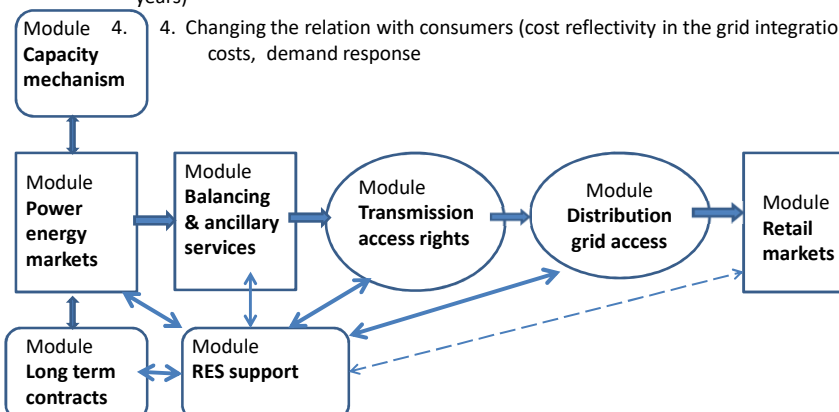 years)
4. 4. Changing the relation with consumers (cost reflectivity in the grid integratio
costs, demand response
Module
Capacity
mechanism
Module
Power
energy
markets
Module
Balancing
& ancillary
services
Module
Transmission
access rights
Module
Distribution
grid access
Module
Retail
markets
Module
Long term
contracts
Module
RES support